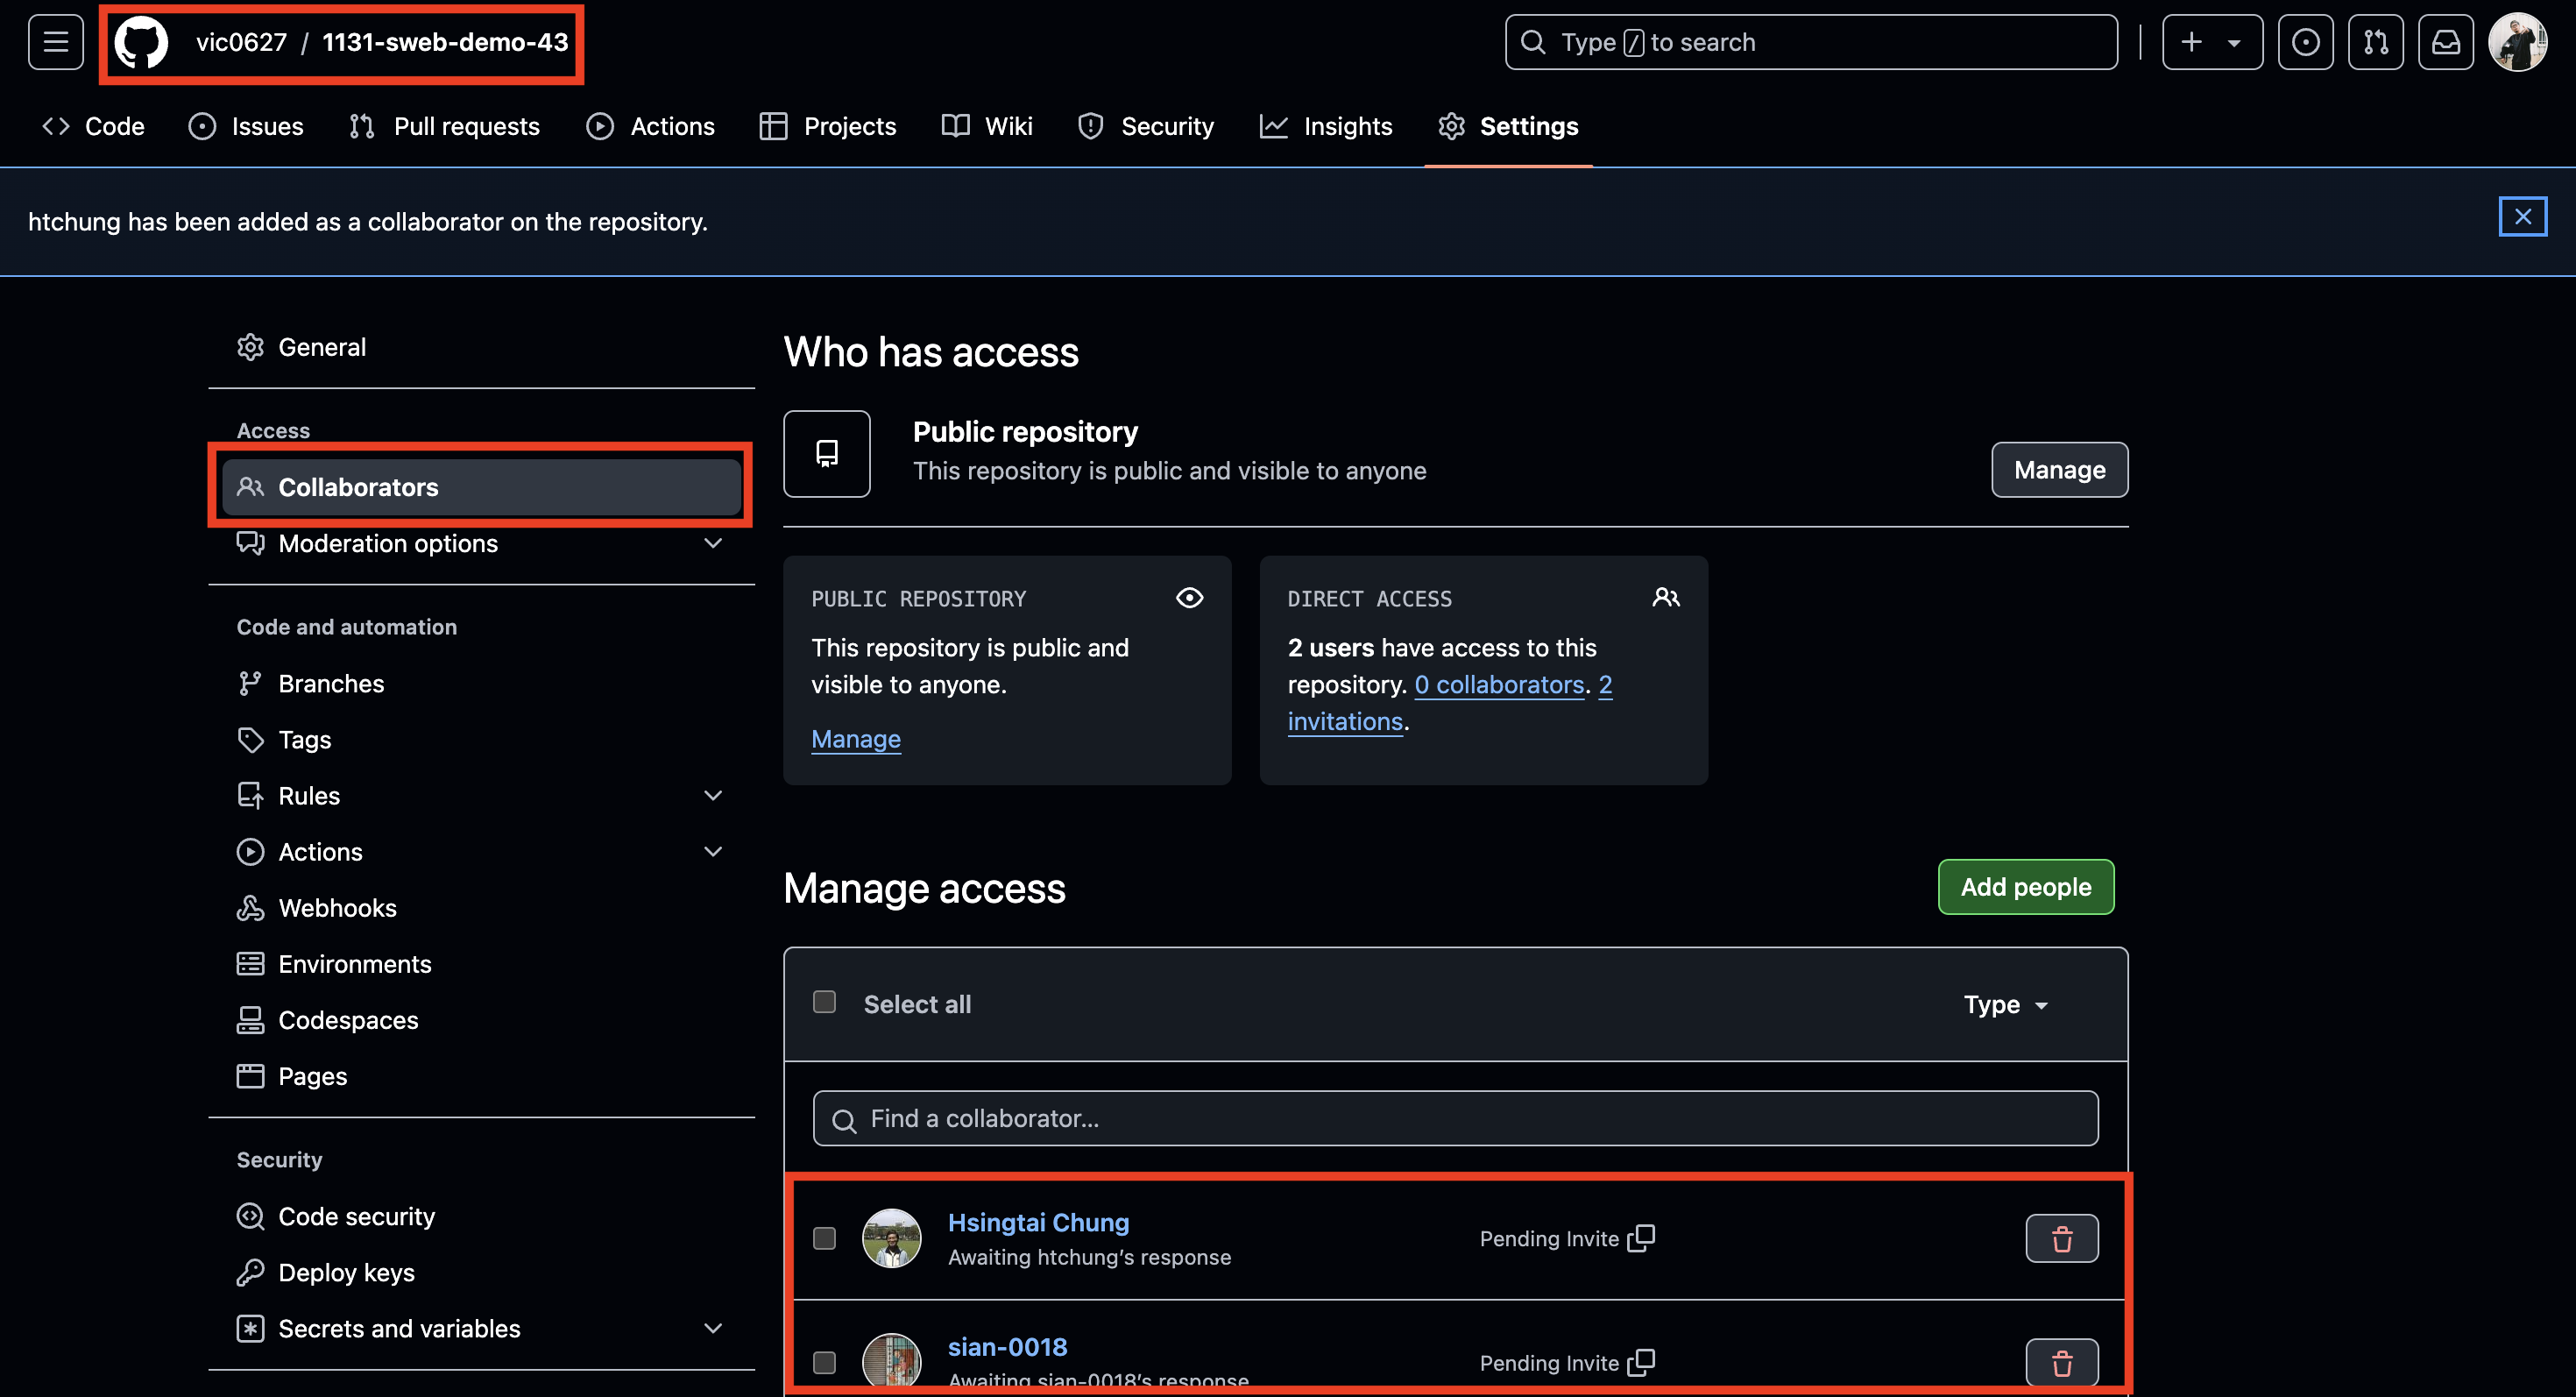 vic0627 / 1131-sweb-demo-43
Type / to search
Code Issues Pull requests Actions Projects Wiki Security Insights Settings
htchung has been added as a collaborator on the repository.
General
Access
Collaborators
Moderation options
Code and automation
Branches
Tags
Rules
Actions
Webhooks
Environments
Codespaces
Pages
Security
Code security
Deploy keys
Secrets and variables
Who has access
Public repository
This repository is public and visible to anyone
Manage
PUBLIC REPOSITORY
This repository is public and
visible to anyone.
Manage
DIRECT ACCESS
2 users have access to this
repository. 0 collaborators. 2
invitations.
Manage access
Add people
Select all
Type
Find a collaborator...
Hsingtai Chung
Awaiting htchung’s response
Pending Invite
sian-0018
Awaiting sian-0018’s response
Pending Invite